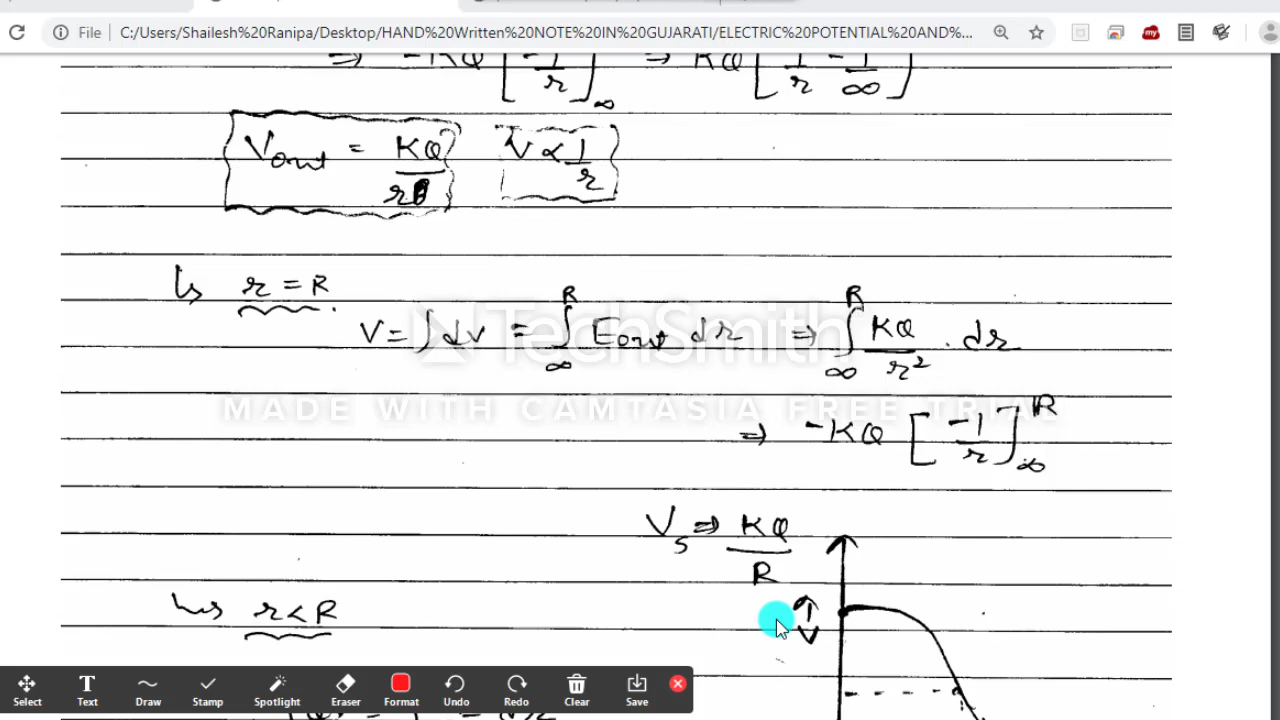 File | C:/Users/Shailesh%20Ranipa/Desktop/HAND%20Written%20NOTE%20IN%20GUJARATI/ELECTRIC%20POTENTIAL%20AND%...
my
⇒ -KQ [-1/r]∞ ⇒ KQ [1/r - 1/∞]
Vout = KQ/r V ∝ 1/r
↳ r = R
V = ∫dv = ∫∞^R Eout dr ⇒ ∫∞^R KQ/r² . dr
TechSmith
MADE WITH CAMTASIA FREE TRIAL
⇒ -KQ [-1/r]∞^R
Vs ⇒ KQ/R
↑
V
↳ r < R
Select Text Draw Stamp Spotlight Eraser Format Undo Redo Clear Save